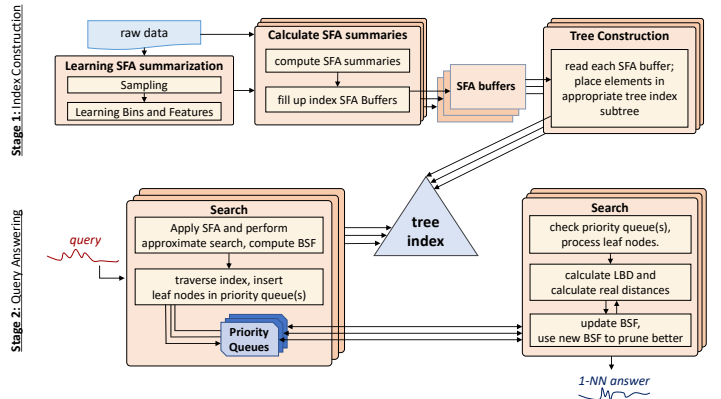 Stage 1: Index Construction
raw data
Learning SFA summarization
Sampling
Learning Bins and Features
Calculate SFA summaries
compute SFA summaries
fill up index SFA Buffers
SFA buffers
Tree Construction
read each SFA buffer;
place elements in
appropriate tree index
subtree
tree
index
Stage 2: Query Answering
query
Search
Apply SFA and perform
approximate search, compute BSF
traverse index, insert
leaf nodes in priority queue(s)
Priority
Queues
Search
check priority queue(s),
process leaf nodes.
calculate LBD and
calculate real distances
update BSF,
use new BSF to prune better
1-NN answer